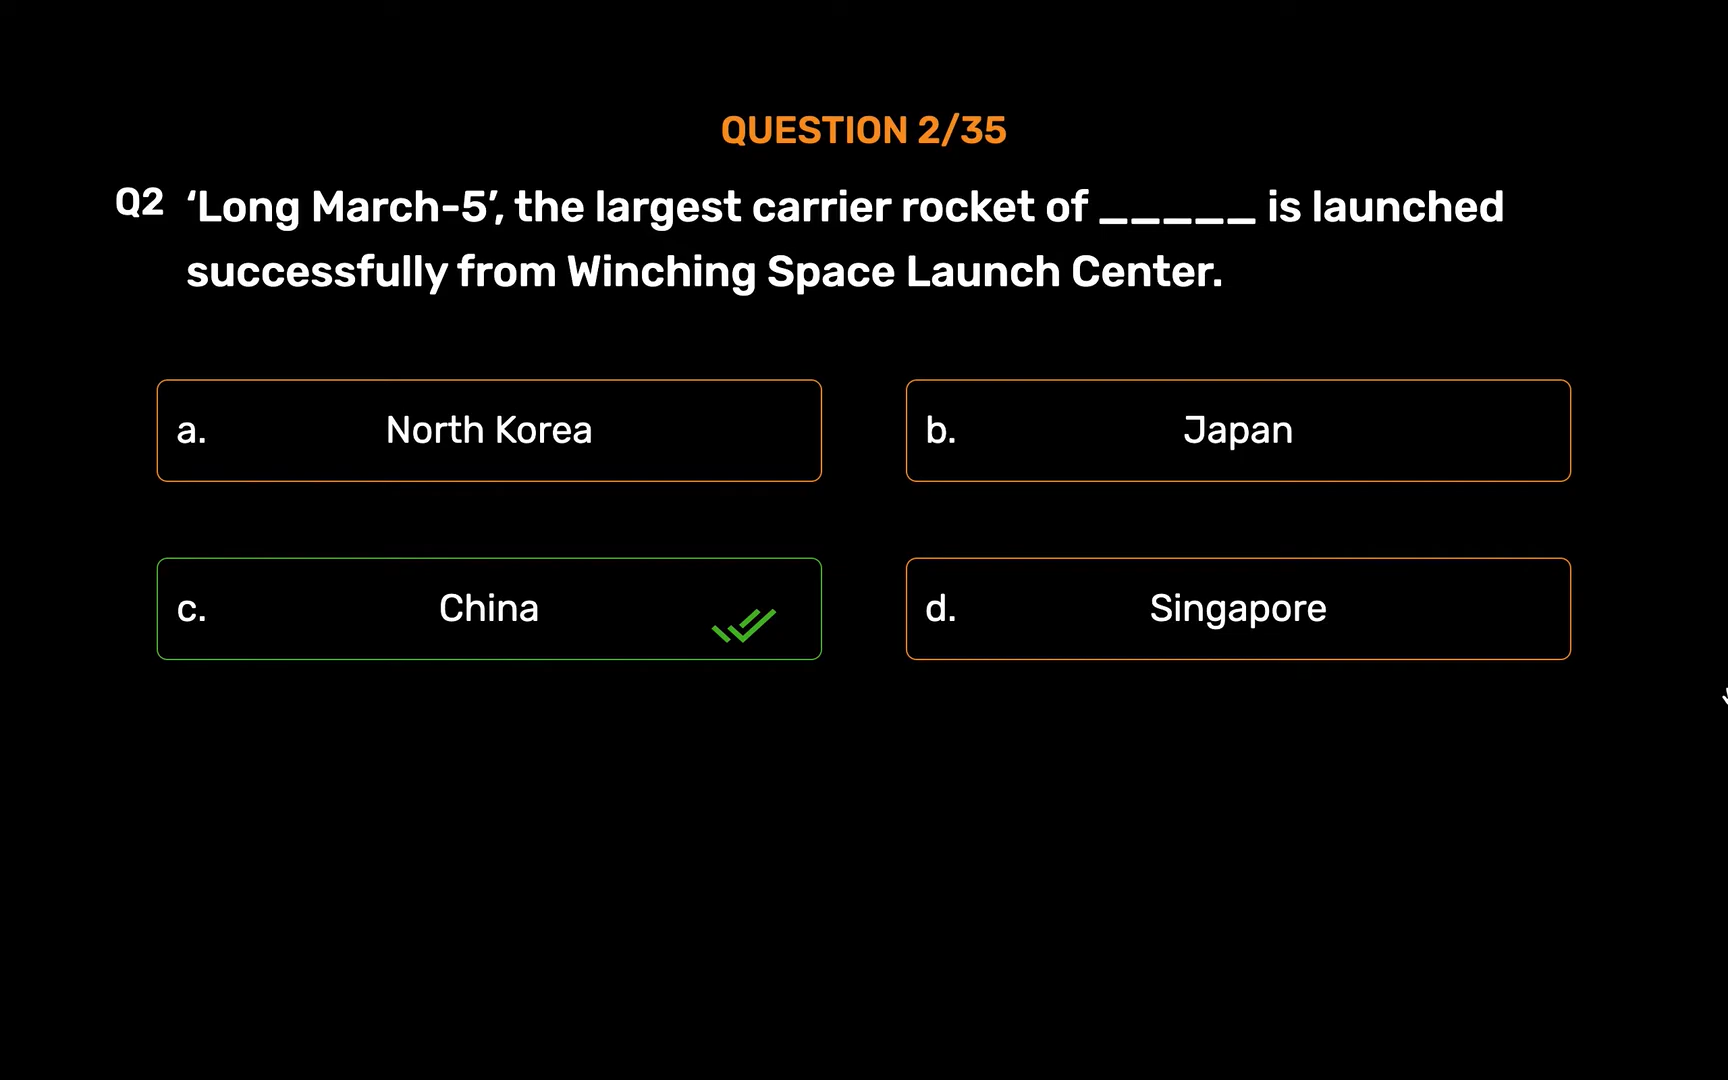 QUESTION 2/35
Q2 ‘Long March-5’, the largest carrier rocket of _____ is launched
successfully from Winching Space Launch Center.
a. North Korea
b. Japan
c. China
d. Singapore